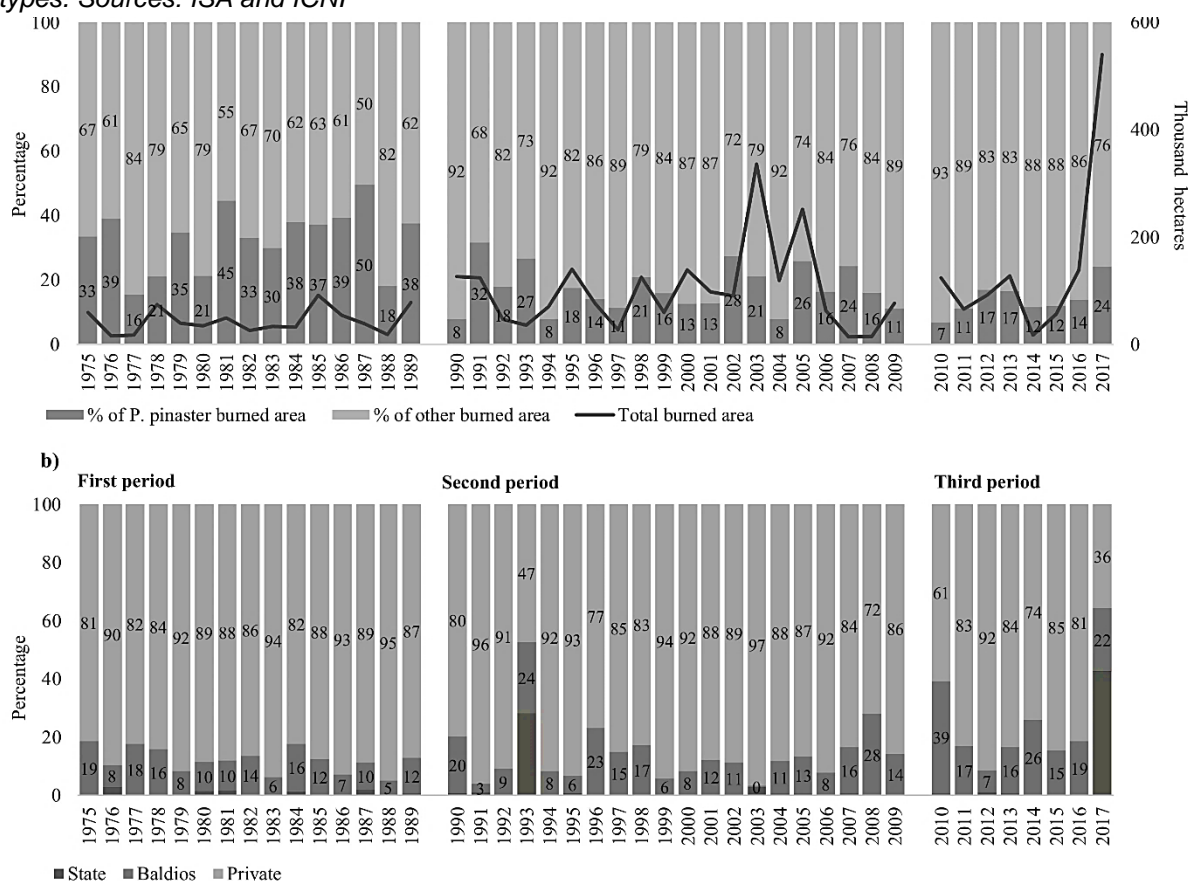 types. Sources: ISA and ICNF
100
80
60
40
20
0
Percentage
67 61 84 79 65 79 55 67 70 62 63 61 50 82 62
33 39 16 21 35 21 45 33 30 38 37 39 50 18 38
1975 1976 1977 1978 1979 1980 1981 1982 1983 1984 1985 1986 1987 1988 1989
92 68 82 73 92 82 86 89 79 84 87 87 72 79 92 74 84 76 84 89
8 32 18 27 8 18 14 11 21 16 13 13 28 21 8 26 16 24 16 11
1990 1991 1992 1993 1994 1995 1996 1997 1998 1999 2000 2001 2002 2003 2004 2005 2006 2007 2008 2009
93 89 83 83 88 88 86 76
7 11 17 17 12 12 14 24
2010 2011 2012 2013 2014 2015 2016 2017
600
400
200
0
Thousand hectares
% of P. pinaster burned area % of other burned area Total burned area
b)
First period Second period Third period
100
80
60
40
20
0
Percentage
81 90 82 84 92 89 88 86 94 82 88 93 89 95 87
19 8 18 16 8 10 10 14 6 16 12 7 10 5 12
1975 1976 1977 1978 1979 1980 1981 1982 1983 1984 1985 1986 1987 1988 1989
80 96 91 47 92 93 77 85 83 94 92 88 89 97 88 87 92 84 72 86
20 3 9 24 8 6 23 15 17 6 8 12 11 0 11 13 8 16 28 14
1990 1991 1992 1993 1994 1995 1996 1997 1998 1999 2000 2001 2002 2003 2004 2005 2006 2007 2008 2009
61 83 92 84 74 85 81 36
39 17 7 16 26 15 19 22
2010 2011 2012 2013 2014 2015 2016 2017
State Baldios Private